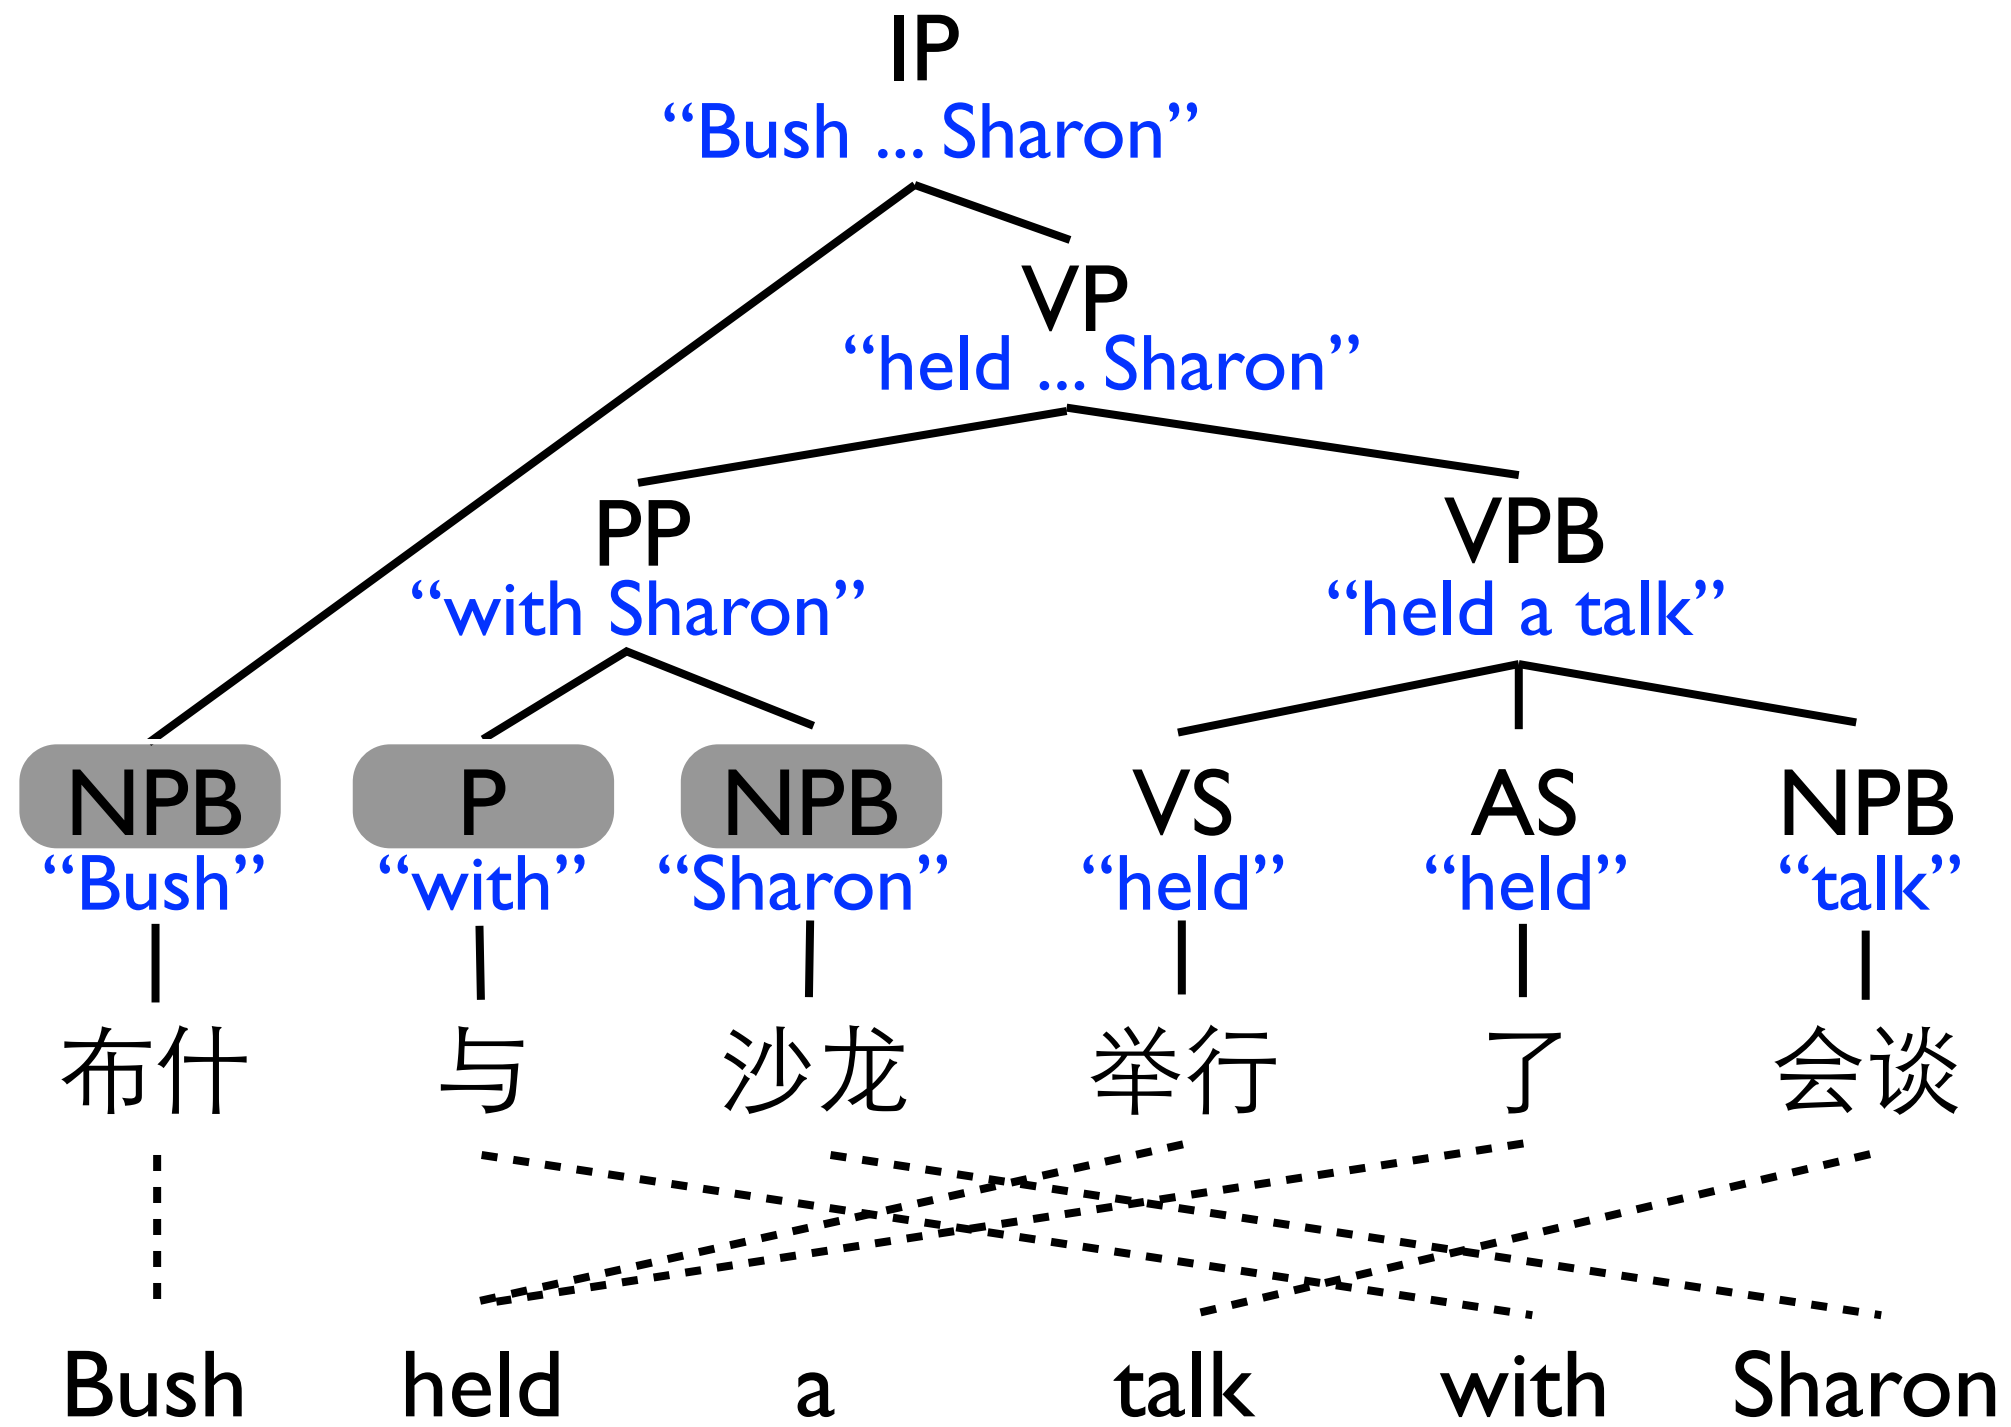 IP
“Bush ... Sharon”
VP
“held ... Sharon”
PP VPB
“with Sharon” “held a talk”
NPB P NPB VS AS NPB
“Bush” “with” “Sharon” “held” “held” “talk”
布什 与 沙龙 举行 了 会谈
Bush held a talk with Sharon